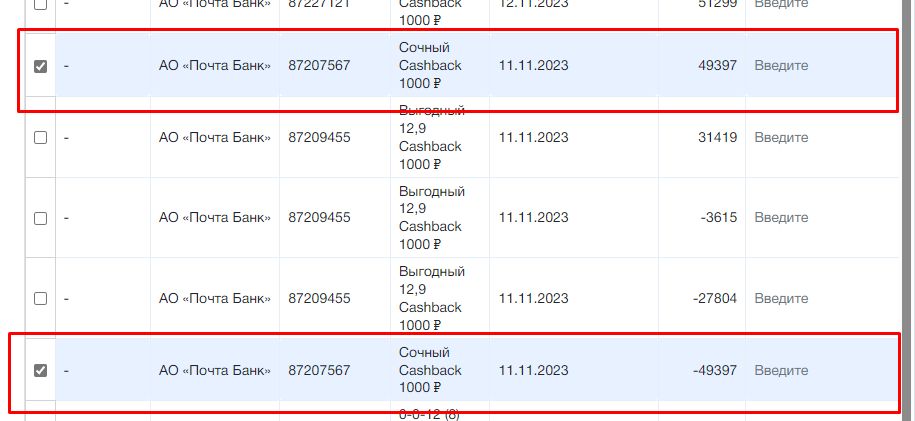 Cashback
- АО «Почта Банк» 87227121 1000 ₽ 12.11.2023 51299 Введите
Сочный
- АО «Почта Банк» 87207567 Cashback 11.11.2023 49397 Введите
1000 ₽
Выгодный
12,9
- АО «Почта Банк» 87209455 Cashback 11.11.2023 31419 Введите
1000 ₽
Выгодный
12,9
- АО «Почта Банк» 87209455 Cashback 11.11.2023 -3615 Введите
1000 ₽
Выгодный
12,9
- АО «Почта Банк» 87209455 Cashback 11.11.2023 -27804 Введите
1000 ₽
Сочный
- АО «Почта Банк» 87207567 Cashback 11.11.2023 -49397 Введите
1000 ₽
0-0-12 (8)